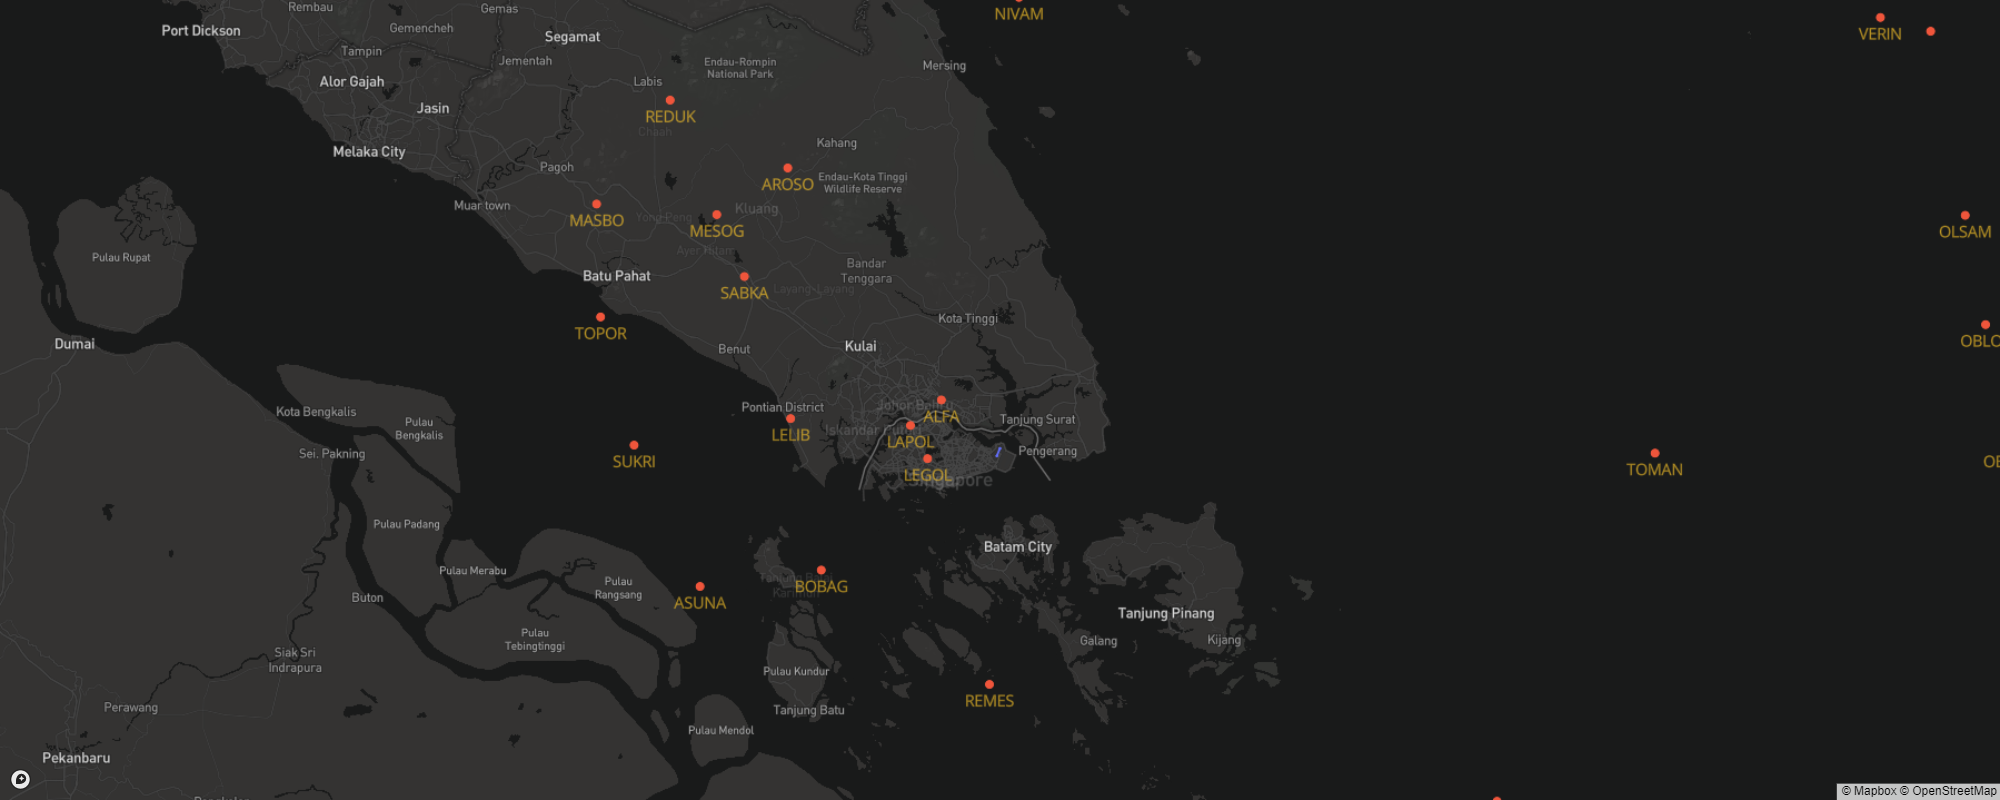 Rembau
Gemas
NIVAM
Port Dickson
Gemencheh
Segamat
VERIN
Tampin
Jementah
Endau-Rompin
National Park
Mersing
Alor Gajah
Labis
Jasin
REDUK
Chaah
Kahang
Melaka City
Pagoh
AROSO
Endau-Kota Tinggi
Wildlife Reserve
Muar town
MASBO
Yong Peng
Kluang
MESOG
OLSAM
Ayer Hitam
Pulau Rupat
Batu Pahat
Bandar
Tenggara
SABKA
Layang-Layang
Kota Tinggi
TOPOR
OBLO
Dumai
Benut
Kulai
Kota Bengkalis
Pontian District
Johor Bahru
ALFA
Tanjung Surat
Pulau
Bengkalis
LELIB
Iskandar Puteri
LAPOL
Sei. Pakning
SUKRI
Pengerang
OB
TOMAN
LEGOL
Singapore
Pulau Padang
Batam City
Pulau Merabu
Tanjung Balai
Karimun
BOBAG
Pulau
Rangsang
Buton
ASUNA
Tanjung Pinang
Pulau
Tebingtinggi
Galang
Kijang
Siak Sri
Indrapura
Pulau Kundur
REMES
Perawang
Tanjung Batu
Pulau Mendol
Pekanbaru
© Mapbox © OpenStreetMap